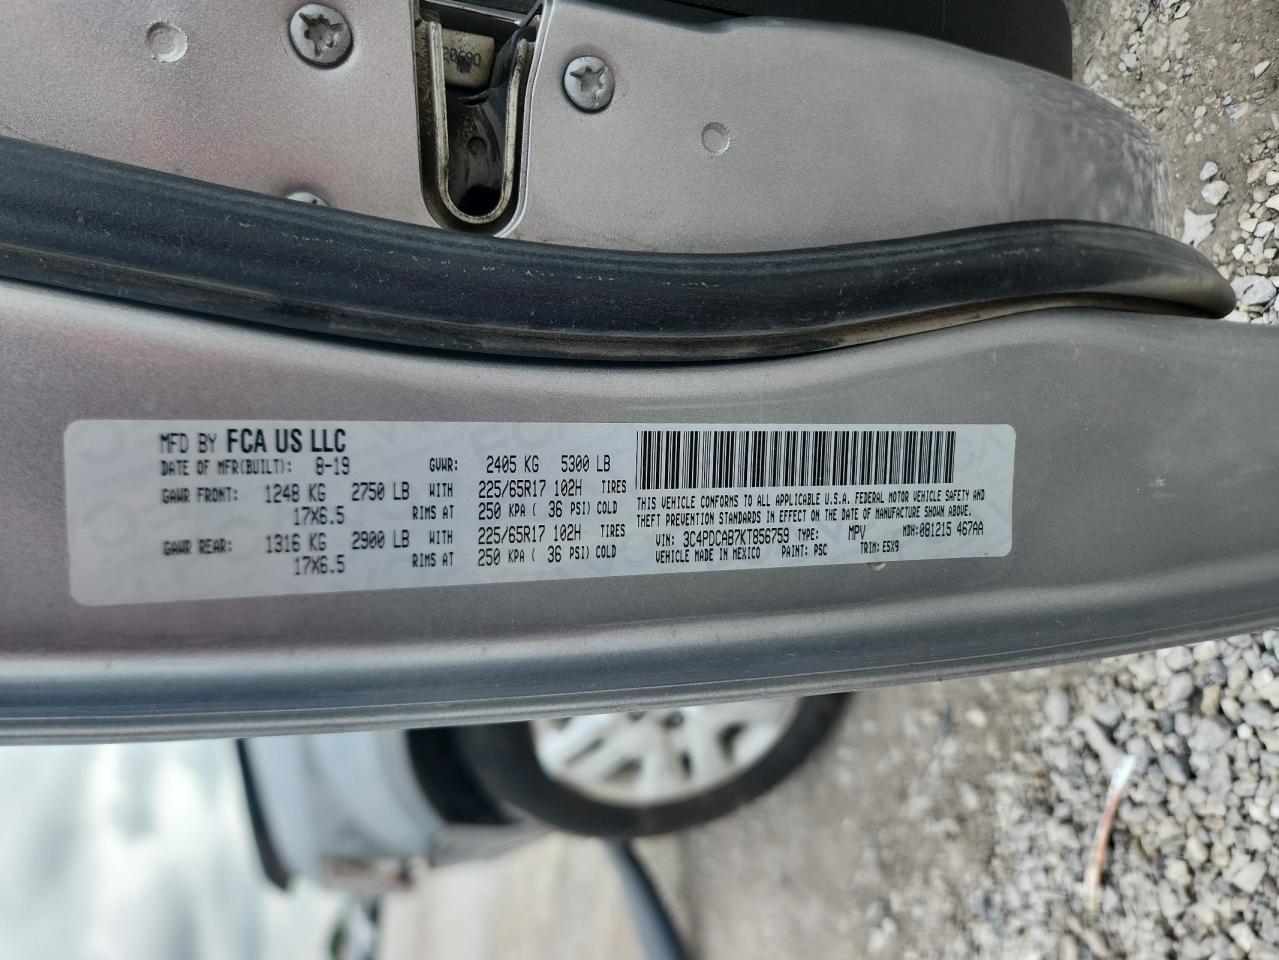 MFD BY FCA US LLC
DATE OF MFR(BUILT): 8-19 GVWR: 2405 KG 5300 LB
GAWR FRONT: 1248 KG 2750 LB WITH 225/65R17 102H TIRES
17X6.5 RIMS AT 250 KPA ( 36 PSI) COLD
GAWR REAR: 1316 KG 2900 LB WITH 225/65R17 102H TIRES
17X6.5 RIMS AT 250 KPA ( 36 PSI) COLD
THIS VEHICLE CONFORMS TO ALL APPLICABLE U.S.A. FEDERAL MOTOR VEHICLE SAFETY AND
THEFT PREVENTION STANDARDS IN EFFECT ON THE DATE OF MANUFACTURE SHOWN ABOVE.
VIN: 3C4PDCAB7KT856759 TYPE: MPV MDH: 081215 467AA
VEHICLE MADE IN MEXICO PAINT: PSC TRIM: E5X9